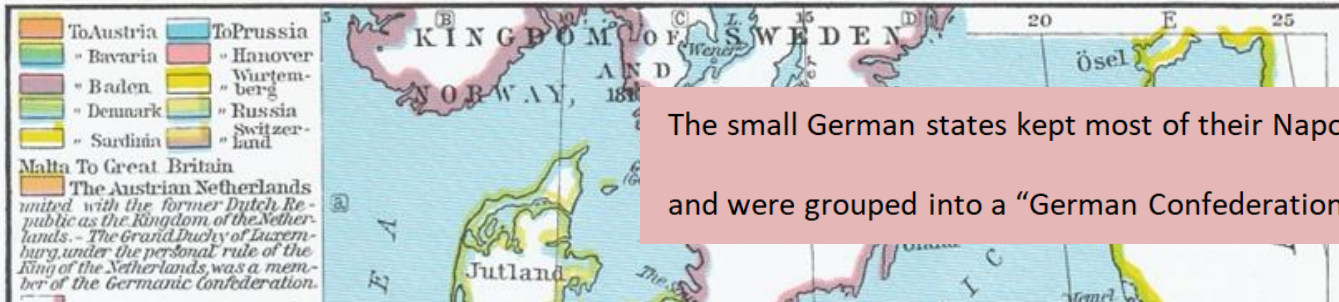 To Austria
To Prussia
" Bavaria
" Hanover
" Baden
" Wurtem-
berg
" Denmark
" Russia
" Sardinia
" Switzer-
land
Malta To Great Britain
The Austrian Netherlands
united with the former Dutch Re-
public as the Kingdom of the Nether-
lands. - The Grand Duchy of Luxem-
burg, under the personal rule of the
King of the Netherlands, was a mem-
ber of the Germanic Confederation.
5 B 10 C 15 D 20 E 25
KINGDOM OF SWEDEN
AND
NORWAY,
L.
Wener
Ösel
The small German states kept most of their
and were grouped into a “German Confederation
a
E A
Jutland
The
I C
Memel